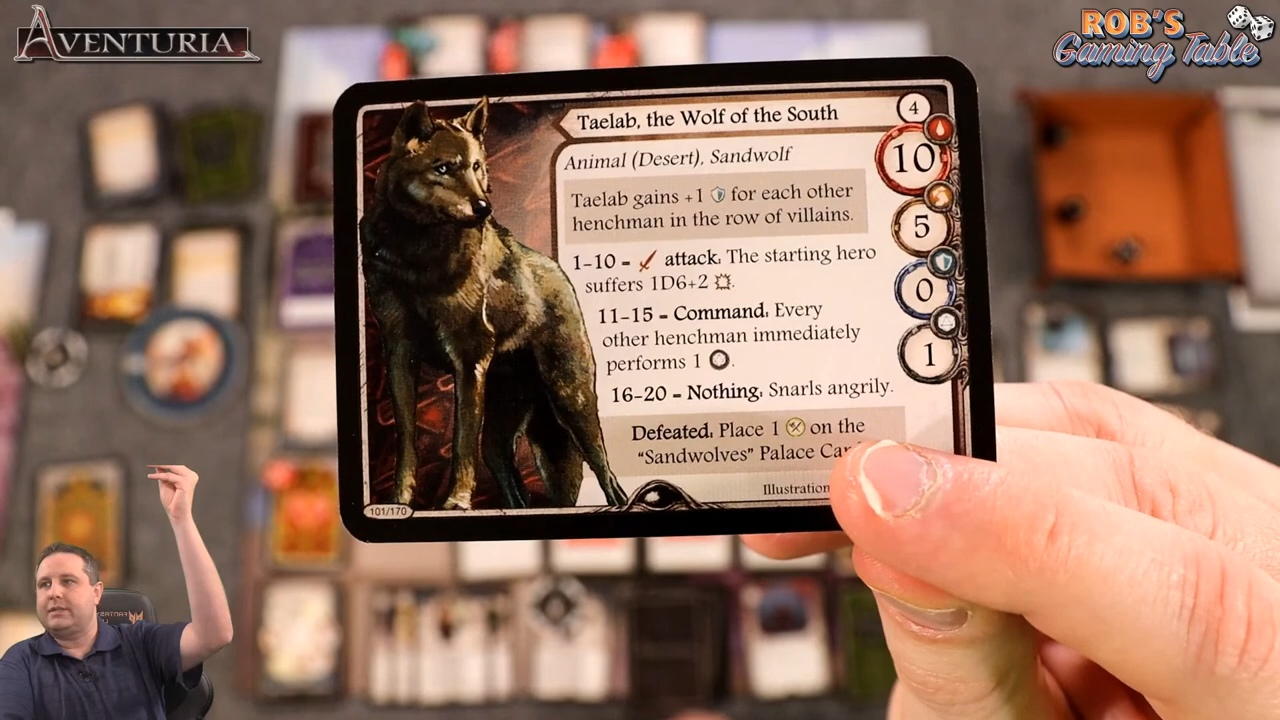 AVENTURIA
ROB'S
Gaming Table
Taelab, the Wolf of the South
4
Animal (Desert), Sandwolf
10
Taelab gains +1 for each other
henchman in the row of villains.
5
1-10 = attack: The starting hero
suffers 1D6+2 .
0
11-15 = Command: Every
other henchman immediately
performs 1 .
1
16-20 = Nothing: Snarls angrily.
Defeated: Place 1 on the
"Sandwolves" Palace
Illustration
101/170